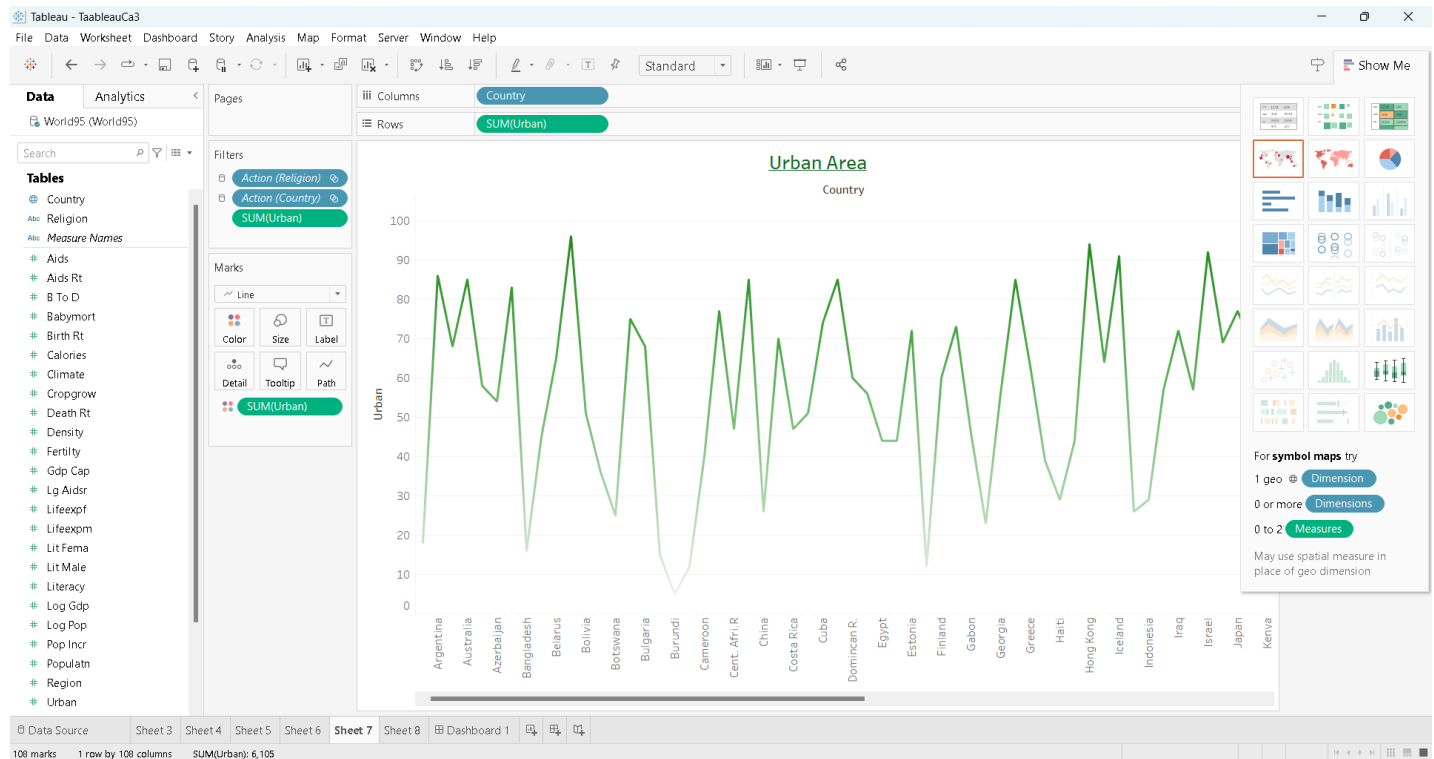 Tableau - TaableauCa3
File Data Worksheet Dashboard Story Analysis Map Format Server Window Help
Standard
Show Me
Data Analytics
World95 (World95)
Search
Tables
Country
Abc Religion
Abc Measure Names
# Aids
# Aids Rt
# B To D
# Babymort
# Birth Rt
# Calories
# Climate
# Cropgrow
# Death Rt
# Density
# Fertilty
# Gdp Cap
# Lg Aidsr
# Lifeexpf
# Lifeexpm
# Lit Fema
# Lit Male
# Literacy
# Log Gdp
# Log Pop
# Pop Incr
# Populatn
# Region
# Urban
Pages
Filters
Action (Religion)
Action (Country)
SUM(Urban)
Marks
Line
Color Size Label
Detail Tooltip Path
SUM(Urban)
Columns Country
Rows SUM(Urban)
Urban Area
Country
Urban
100
90
80
70
60
50
40
30
20
10
0
Argentina
Australia
Azerbaijan
Bangladesh
Belarus
Bolivia
Botswana
Bulgaria
Burundi
Cameroon
Cent. Afri.R
China
Costa Rica
Cuba
Domincan R.
Egypt
Estonia
Finland
Gabon
Georgia
Greece
Haiti
Hong Kong
Iceland
Indonesia
Iraq
Israel
Japan
Kenya
For symbol maps try
1 geo Dimension
0 or more Dimensions
0 to 2 Measures
May use spatial measure in
place of geo dimension
Data Source Sheet 3 Sheet 4 Sheet 5 Sheet 6 Sheet 7 Sheet 8 Dashboard 1
108 marks 1 row by 108 columns SUM(Urban): 6,105